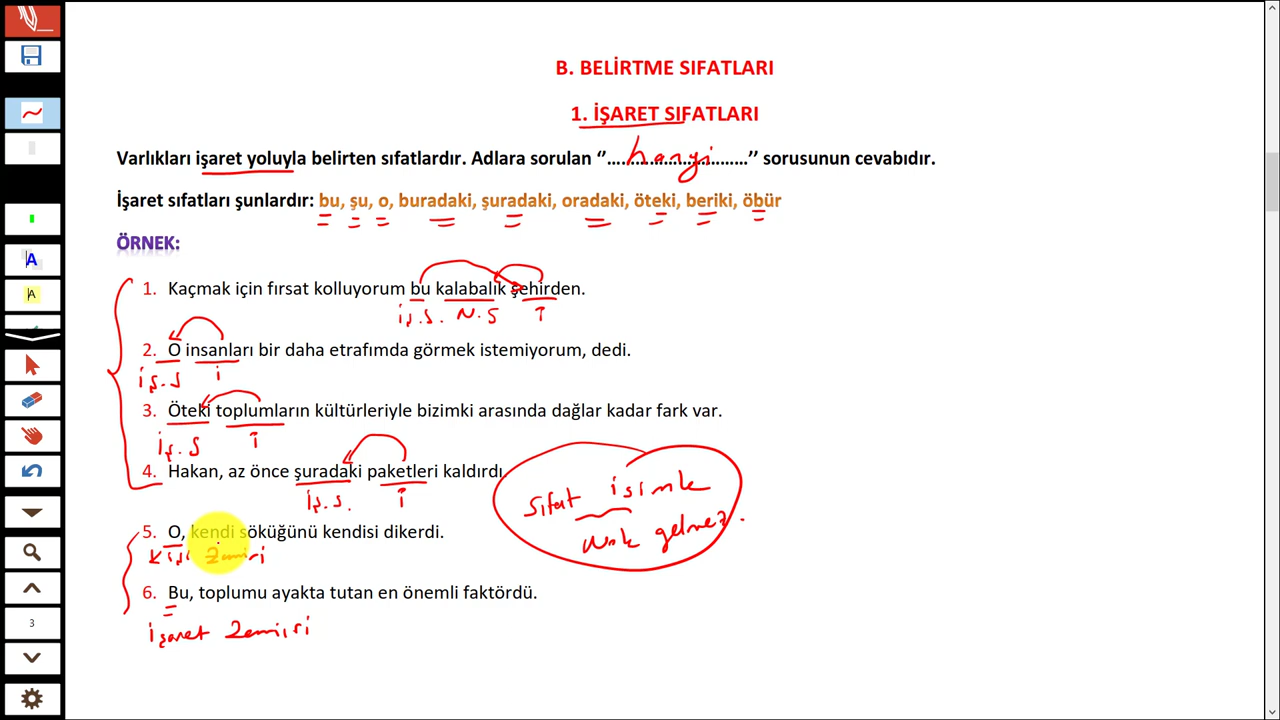 B. BELİRTME SIFATLARI
1. İŞARET SIFATLARI
Varlıkları işaret yoluyla belirten sıfatlardır. Adlara sorulan ‘’......hangi......’’ sorusunun cevabıdır.
İşaret sıfatları şunlardır: bu, şu, o, buradaki, şuradaki, oradaki, öteki, beriki, öbür
ÖRNEK:
1. Kaçmak için fırsat kolluyorum bu kalabalık şehirden.
İş.S. N.S İ
2. O insanları bir daha etrafımda görmek istemiyorum, dedi.
İş.S İ
3. Öteki toplumların kültürleriyle bizimki arasında dağlar kadar fark var.
İş.S İ
4. Hakan, az önce şuradaki paketleri kaldırdı.
İş.S. İ
Sıfat isimle
gelmez.
5. O, kendi söküğünü kendisi dikerdi.
Kişi Zamiri
6. Bu, toplumu ayakta tutan en önemli faktördü.
İşaret Zamiri
A
A
3